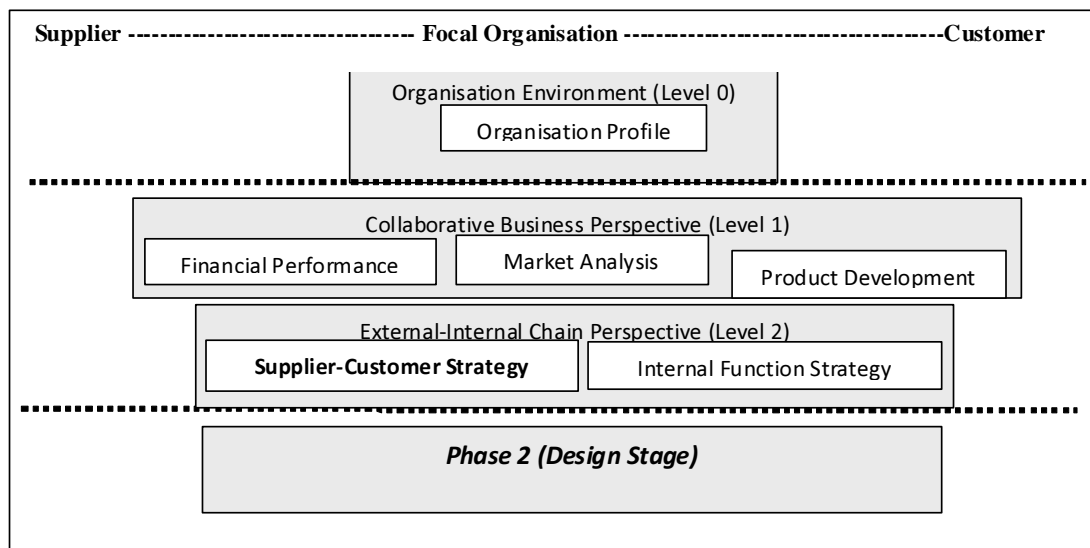 Supplier ----------------------------------- Focal Organisation ---------------------------------------Customer
Organisation Environment (Level 0)
Organisation Profile
Collaborative Business Perspective (Level 1)
Financial Performance
Market Analysis
Product Development
External-Internal Chain Perspective (Level 2)
Supplier-Customer Strategy
Internal Function Strategy
Phase 2 (Design Stage)